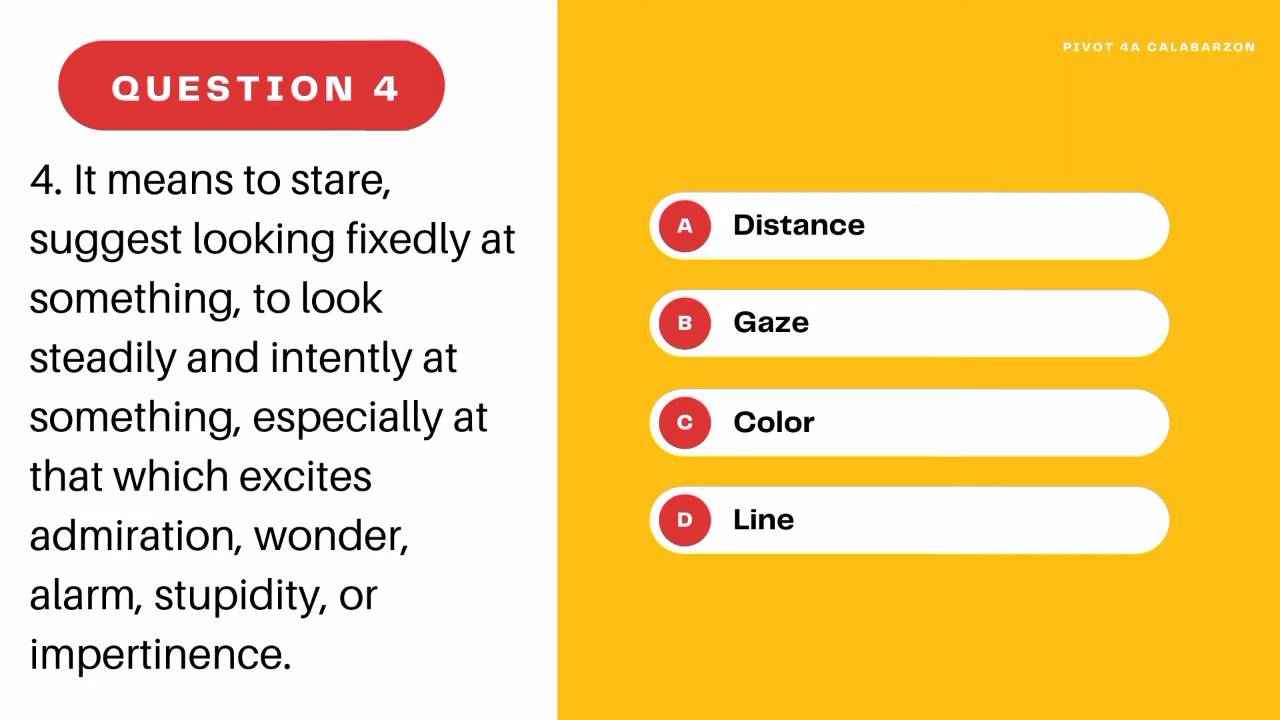 QUESTION 4
4. It means to stare,
suggest looking fixedly at
something, to look
steadily and intently at
something, especially at
that which excites
admiration, wonder,
alarm, stupidity, or
impertinence.
PIVOT 4A CALABARZON
A Distance
B Gaze
C Color
D Line